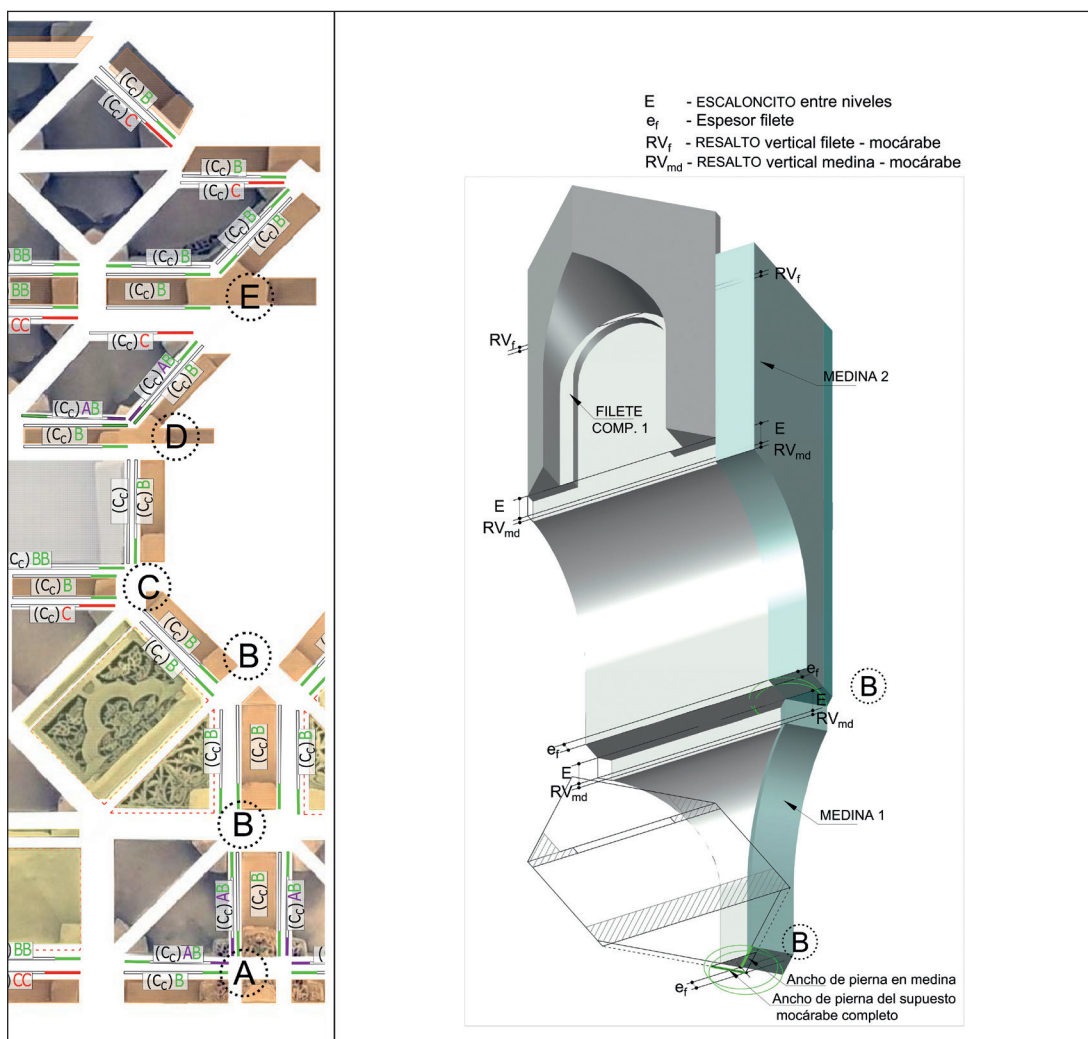 (Cc)B
(Cc)C
(Cc)B
(Cc)C
(Cc)B
(Cc)B
BB
(Cc)B
BB
(Cc)B
E
CC
(Cc)C
(Cc)AB
(Cc)B
(Cc)AB
(Cc)B
D
(Cc)
(Cc)B
Cc)BB
(Cc)B
C
(Cc)C
(Cc)B
(Cc)B
B
(Cc)B
(Cc)B
(Cc)B
B
(Cc)AB
(Cc)B
(Cc)AB
BB
(Cc)AB
CC
(Cc)B
A
E - ESCALONCITO entre niveles
ef - Espesor filete
RVf - RESALTO vertical filete - mocárabe
RVmd - RESALTO vertical medina - mocárabe
RVf
RVf
MEDINA 2
FILETE
COMP. 1
E
RVmd
E
RVmd
ef
B
E
RVmd
ef
E
RVmd
MEDINA 1
B
Ancho de pierna en medina
ef
Ancho de pierna del supuesto
mocárabe completo